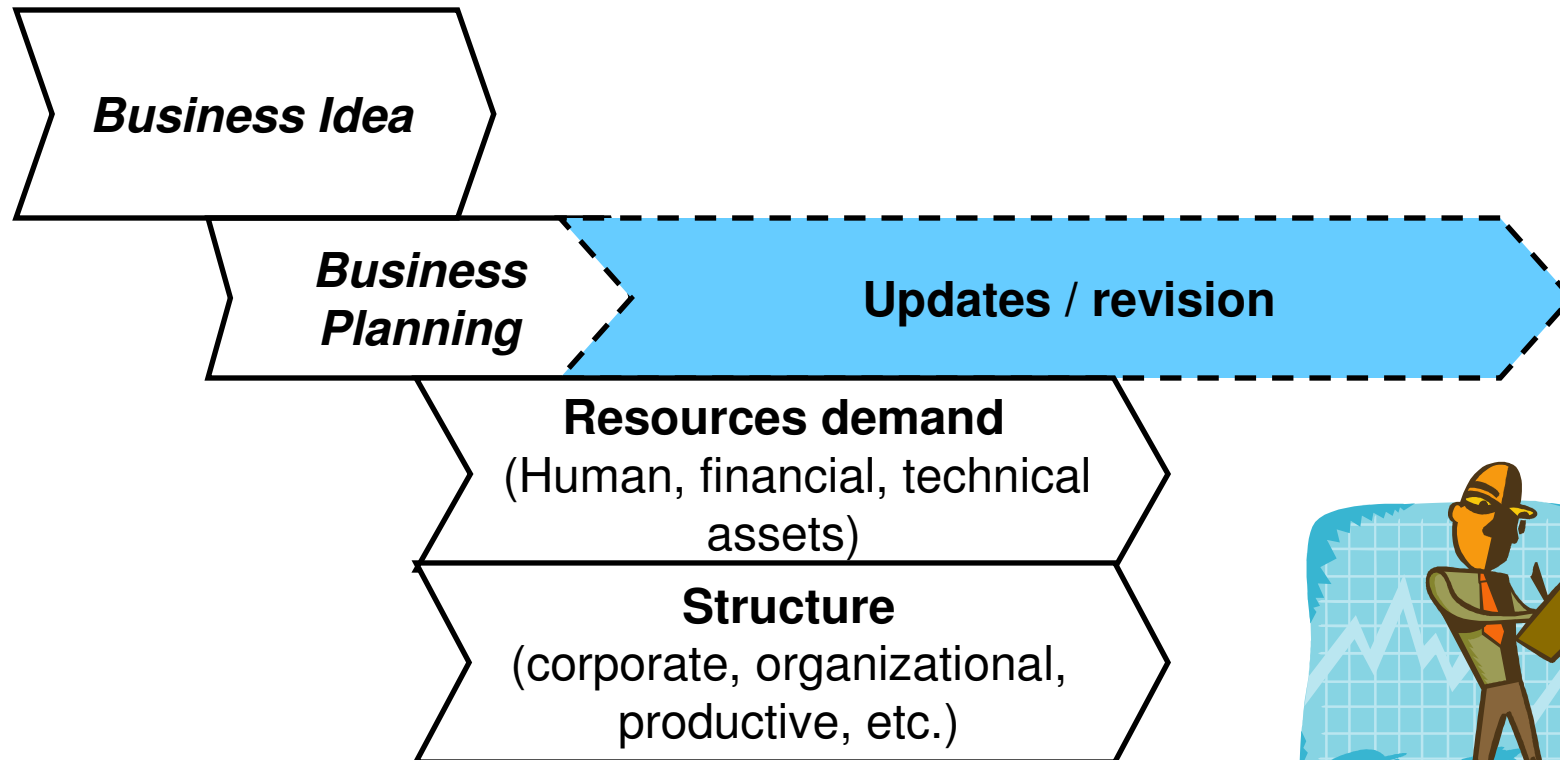 Business Idea
Business
Planning
Updates / revision
Resources demand
(Human, financial, technical
assets)
Structure
(corporate, organizational,
productive, etc.)